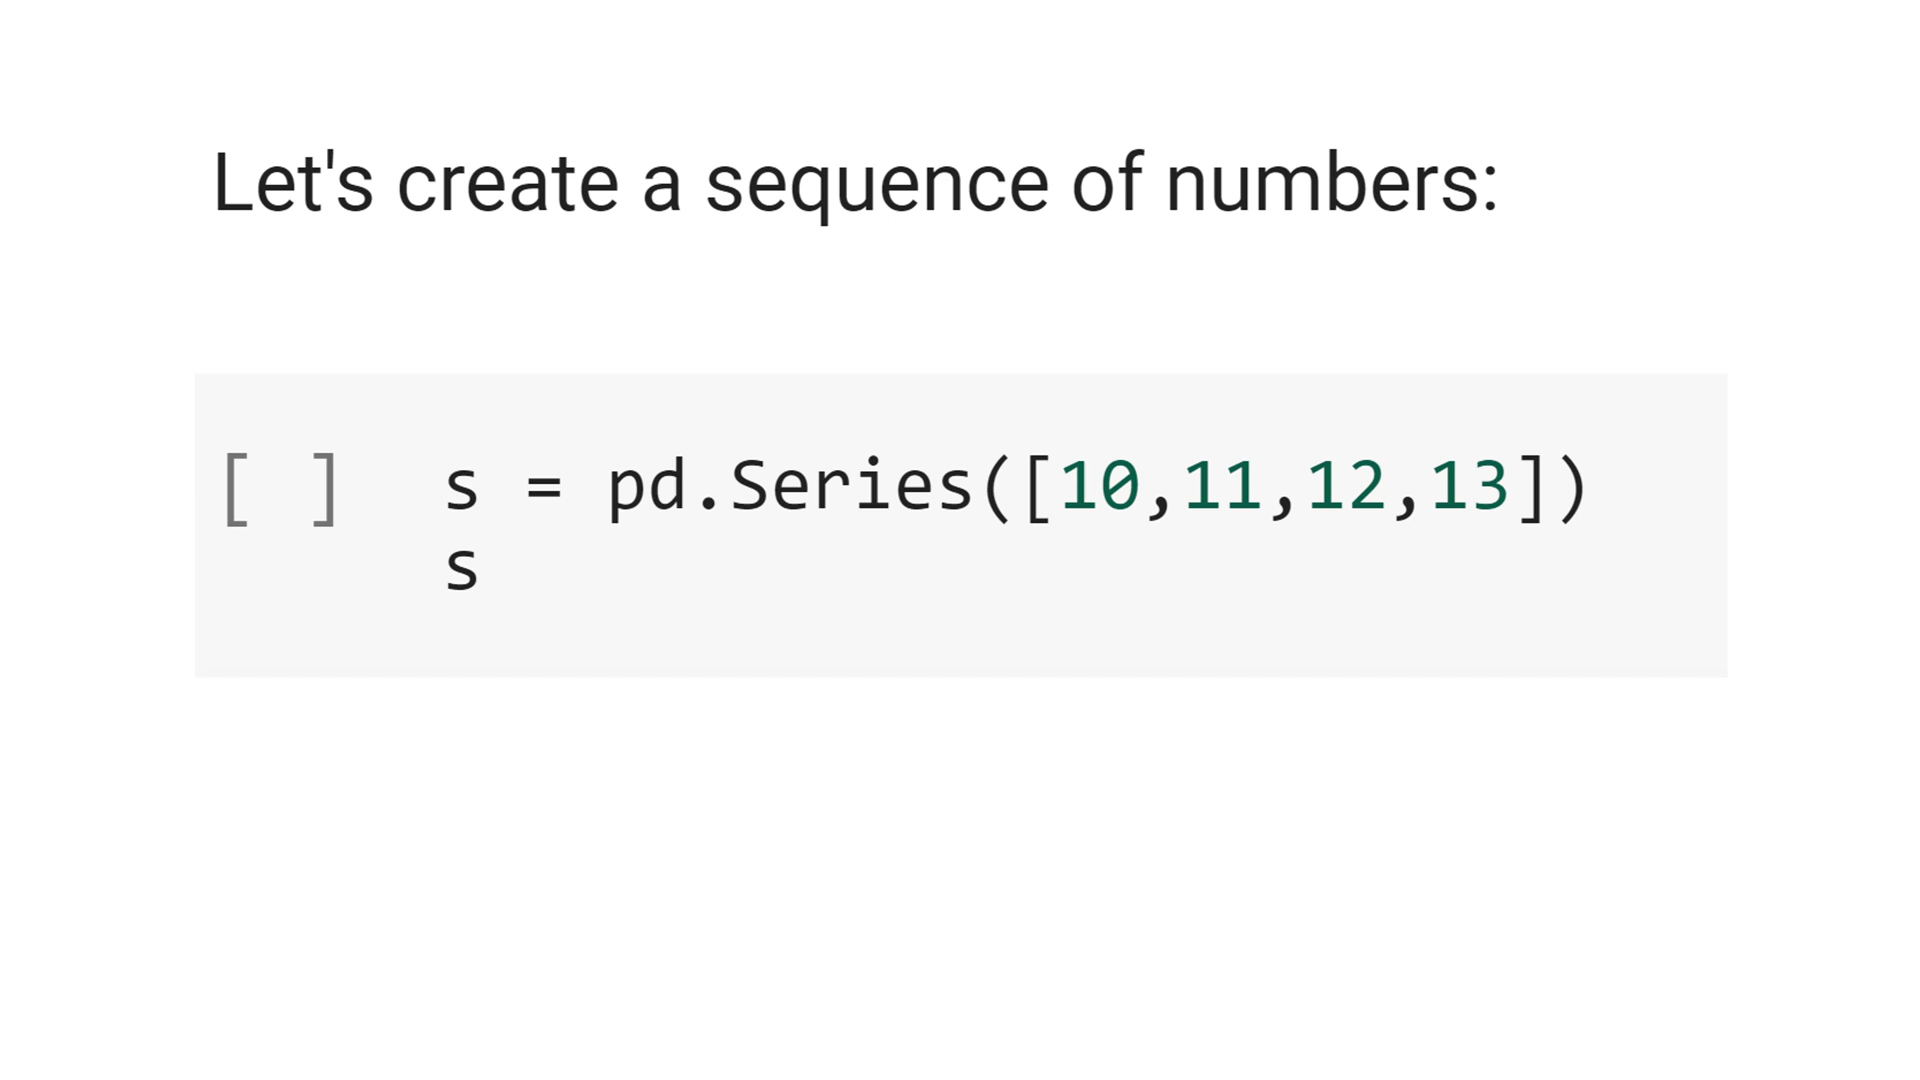 Let's create a sequence of numbers:
[ ] s = pd.Series([10,11,12,13])
s